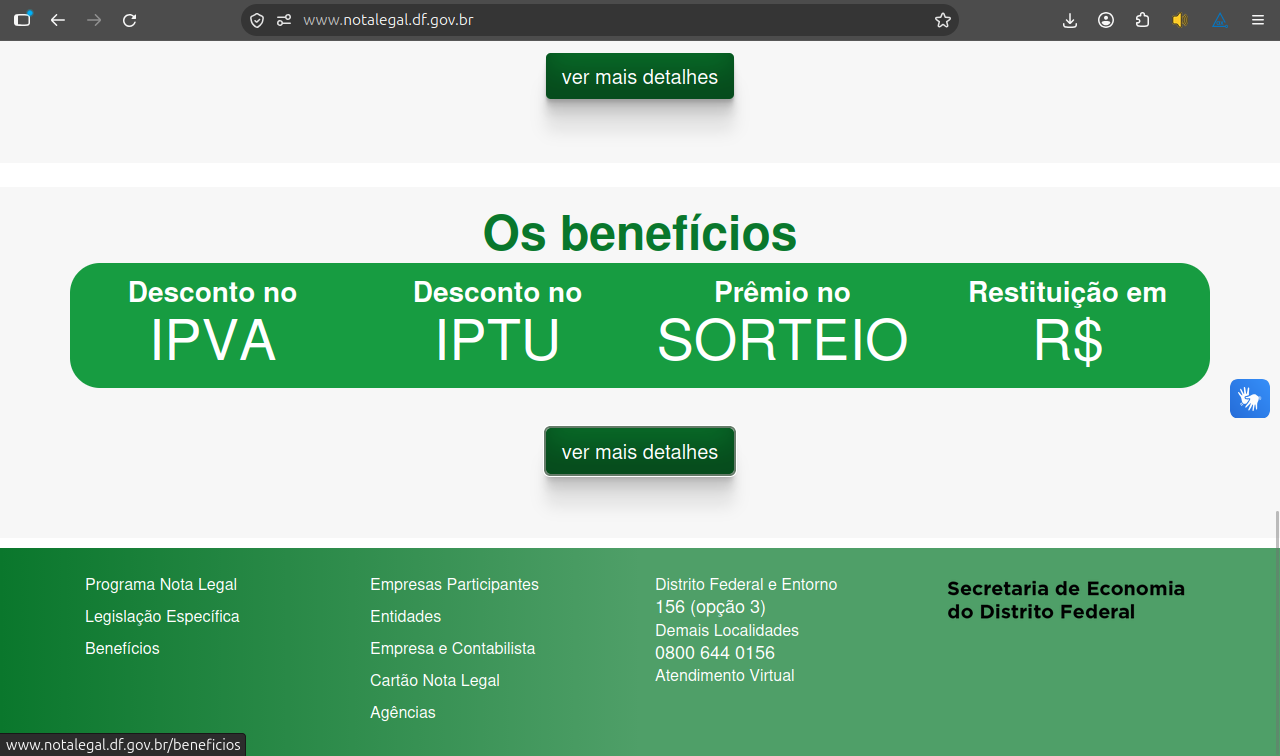 www.notalegal.df.gov.br
ver mais detalhes
Os benefícios
Desconto no
IPVA
Desconto no
IPTU
Prêmio no
SORTEIO
Restituição em
R$
ver mais detalhes
Programa Nota Legal
Legislação Específica
Benefícios
Empresas Participantes
Entidades
Empresa e Contabilista
Cartão Nota Legal
Agências
Distrito Federal e Entorno
156 (opção 3)
Demais Localidades
0800 644 0156
Atendimento Virtual
Secretaria de Economia
do Distrito Federal
www.notalegal.df.gov.br/beneficios